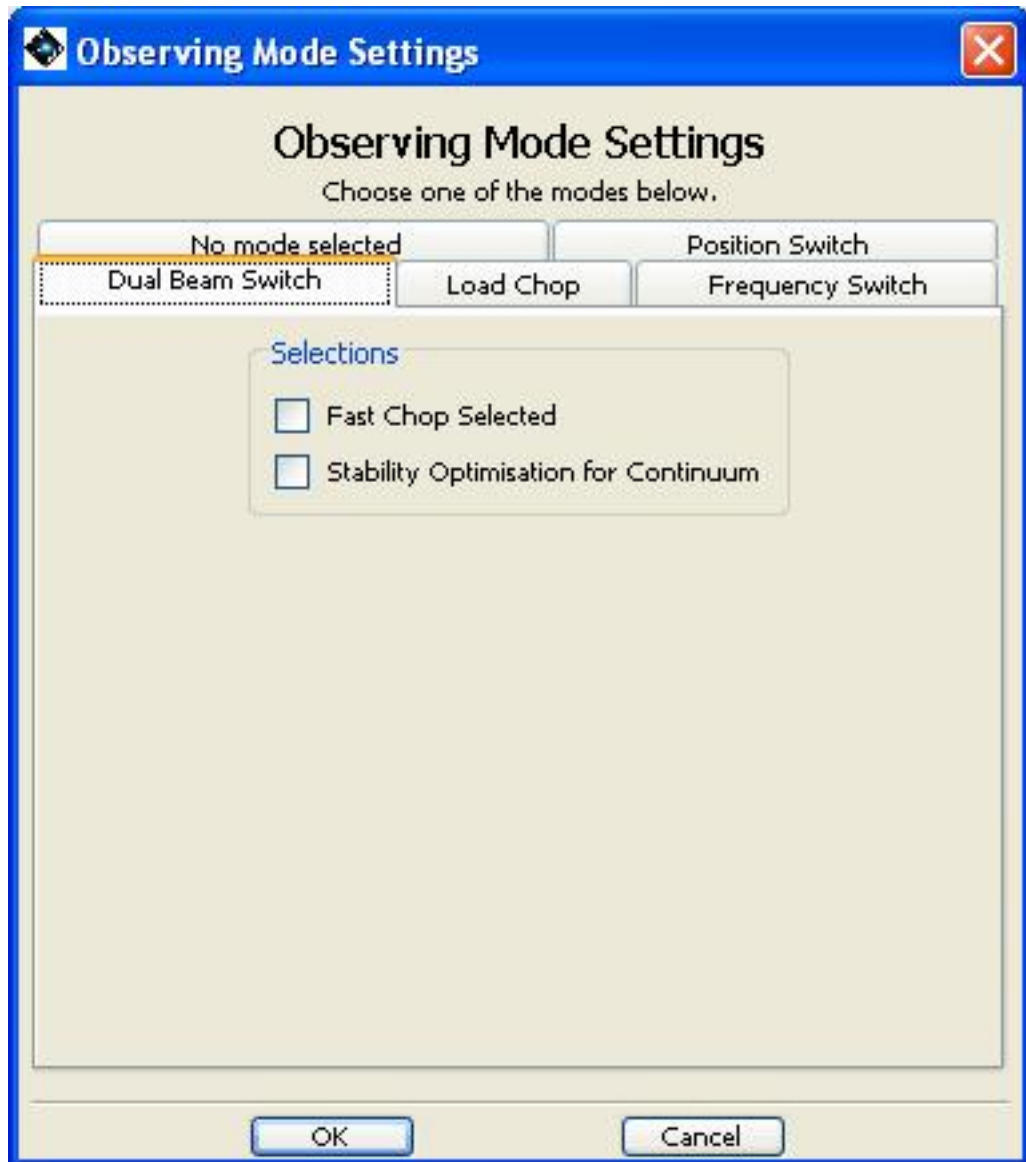 Observing Mode Settings
Observing Mode Settings
Choose one of the modes below.
No mode selected Position Switch
Dual Beam Switch Load Chop Frequency Switch
Selections
Fast Chop Selected
Stability Optimisation for Continuum
OK Cancel